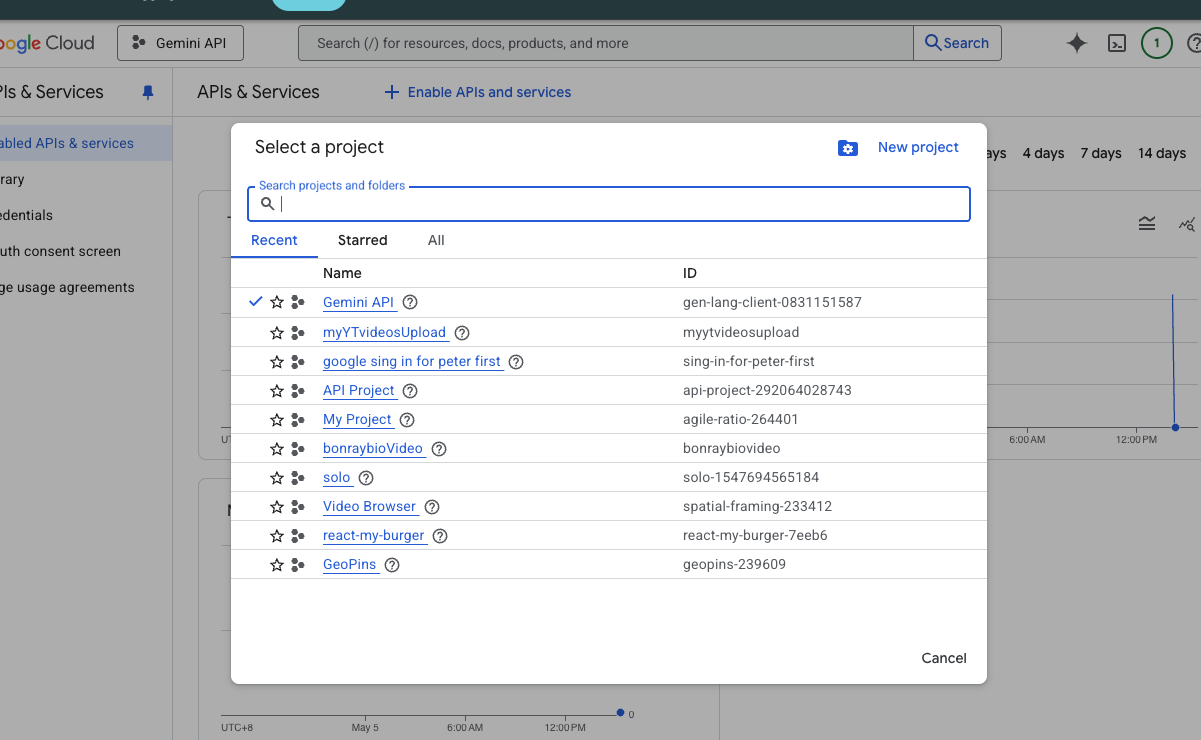 oogle Cloud
Gemini API
Search (/) for resources, docs, products, and more
Search
1
PIs & Services
APIs & Services
Enable APIs and services
abled APIs & services
rary
edentials
uth consent screen
ge usage agreements
ays 4 days 7 days 14 days
Select a project
New project
Search projects and folders
Recent Starred All
Name ID
Gemini API gen-lang-client-0831151587
myYTvideosUpload myytvideosupload
google sing in for peter first sing-in-for-peter-first
API Project api-project-292064028743
My Project agile-ratio-264401
bonraybioVideo bonraybiovideo
solo solo-1547694565184
Video Browser spatial-framing-233412
react-my-burger react-my-burger-7eeb6
GeoPins geopins-239609
Cancel
UT 6:00 AM 12:00 PM
0
UTC+8 May 5 6:00 AM 12:00 PM